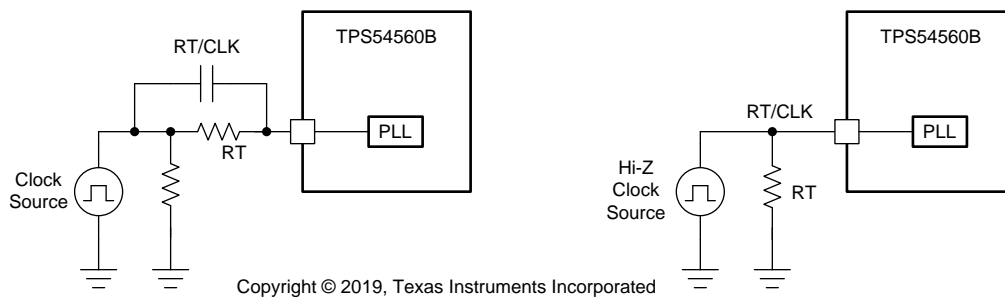 TPS54560B
RT/CLK
PLL
RT
Clock
Source
TPS54560B
RT/CLK
PLL
Hi-Z
Clock
Source
RT
Copyright © 2019, Texas Instruments Incorporated